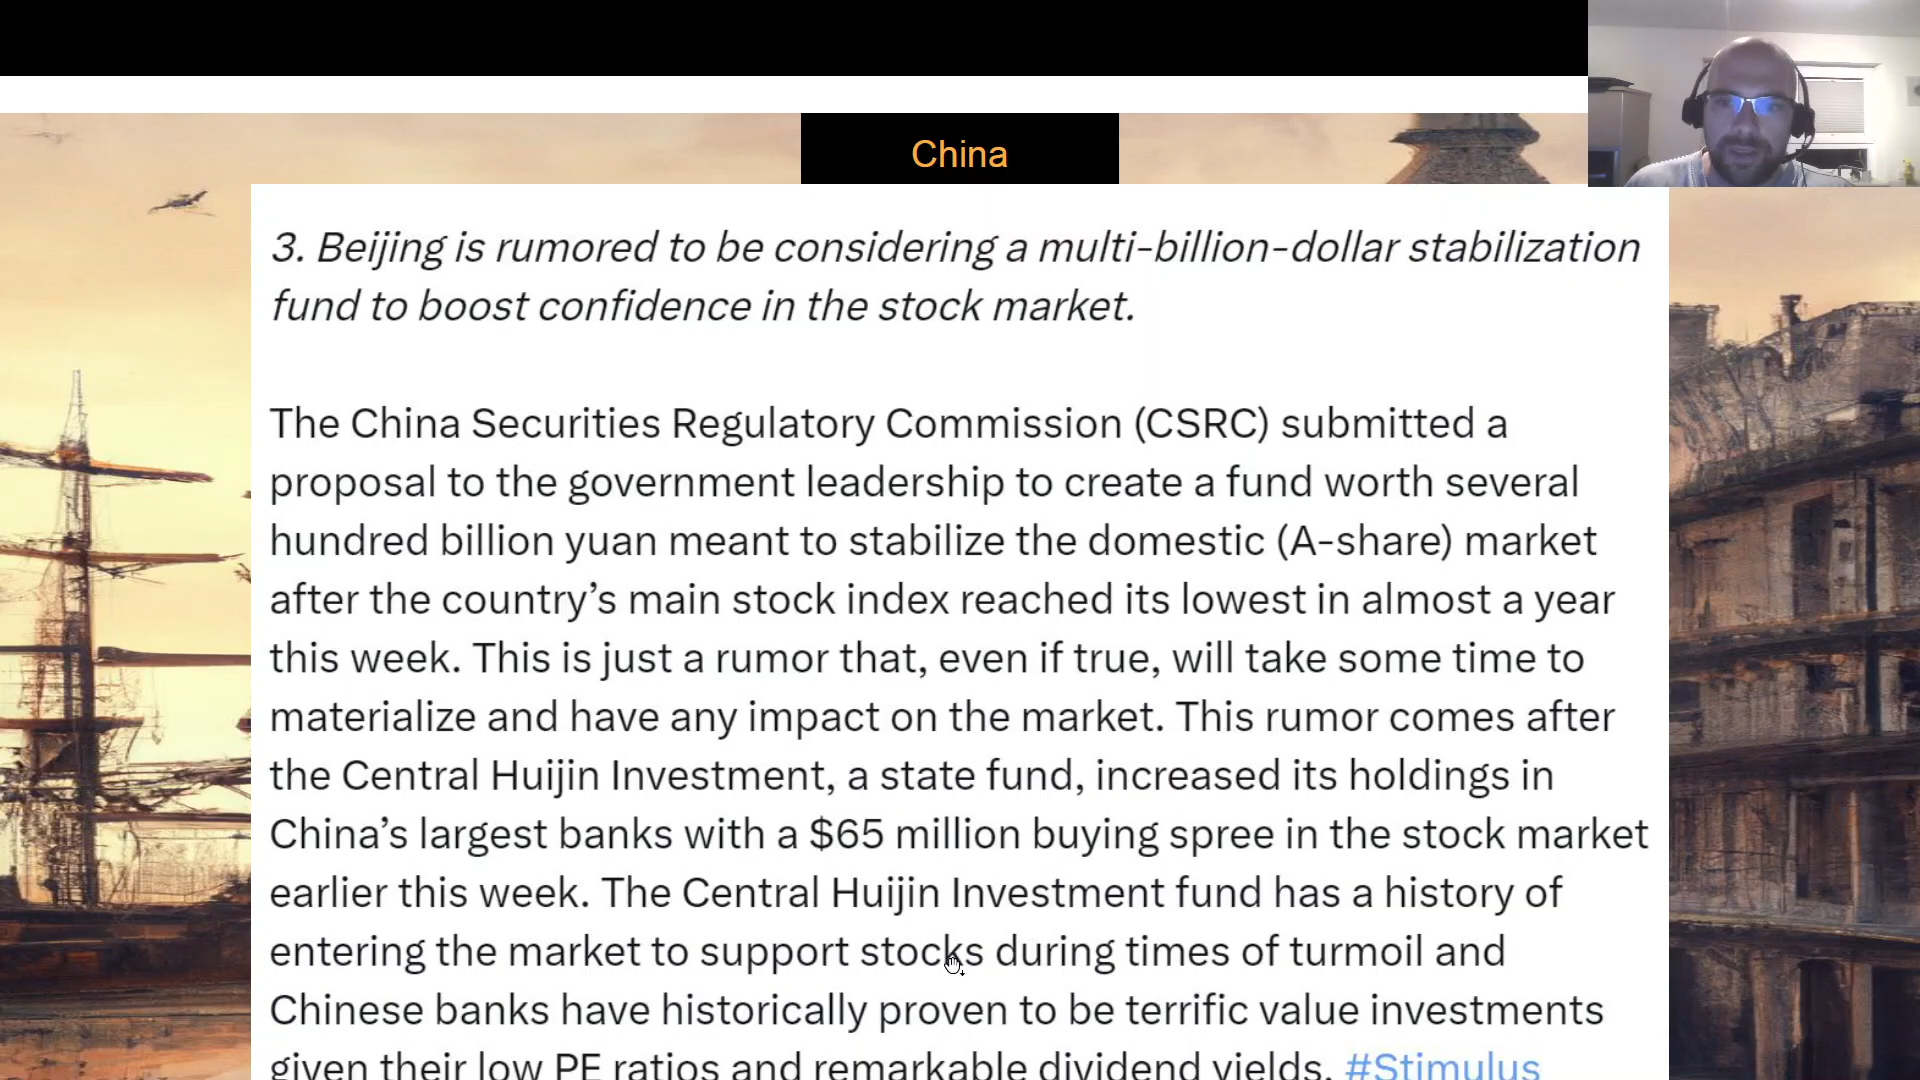 China
3. Beijing is rumored to be considering a multi-billion-dollar stabilization
fund to boost confidence in the stock market.
The China Securities Regulatory Commission (CSRC) submitted a
proposal to the government leadership to create a fund worth several
hundred billion yuan meant to stabilize the domestic (A-share) market
after the country’s main stock index reached its lowest in almost a year
this week. This is just a rumor that, even if true, will take some time to
materialize and have any impact on the market. This rumor comes after
the Central Huijin Investment, a state fund, increased its holdings in
China’s largest banks with a $65 million buying spree in the stock market
earlier this week. The Central Huijin Investment fund has a history of
entering the market to support stocks during times of turmoil and
Chinese banks have historically proven to be terrific value investments
given their low PE ratios and remarkable dividend yields. #Stimulus